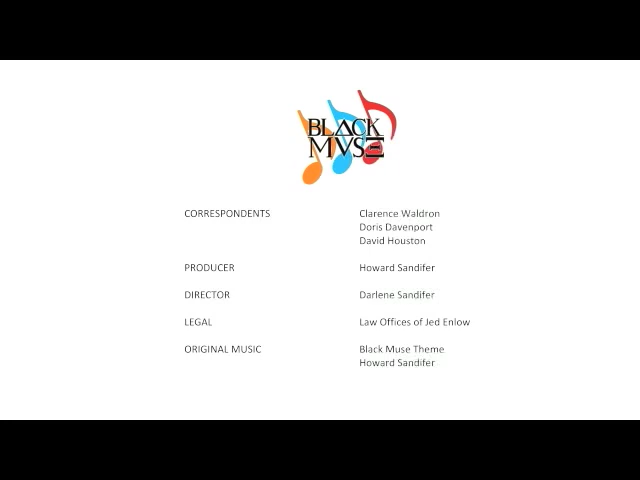 BLACK
MVSΞ
CORRESPONDENTS Clarence Waldron
Doris Davenport
David Houston
PRODUCER Howard Sandifer
DIRECTOR Darlene Sandifer
LEGAL Law Offices of Jed Enlow
ORIGINAL MUSIC Black Muse Theme
Howard Sandifer